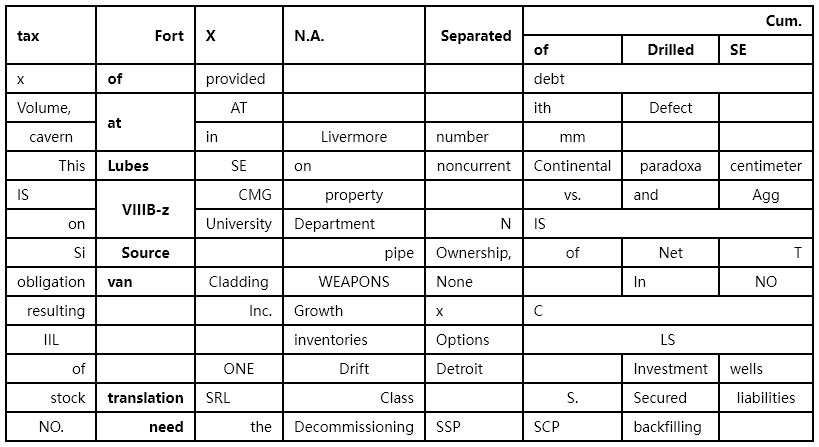 tax Fort X N.A. Separated Cum.
of Drilled SE
x of provided debt
Volume, at AT ith Defect
cavern in Livermore number mm
This Lubes SE on noncurrent Continental paradoxa centimeter
IS VIIIB-z CMG property vs. and Agg
on University Department N IS
Si Source pipe Ownership, of Net T
obligation van Cladding WEAPONS None In NO
resulting Inc. Growth x C
IIL inventories Options LS
of ONE Drift Detroit Investment wells
stock translation SRL Class S. Secured liabilities
NO. need the Decommissioning SSP SCP backfilling